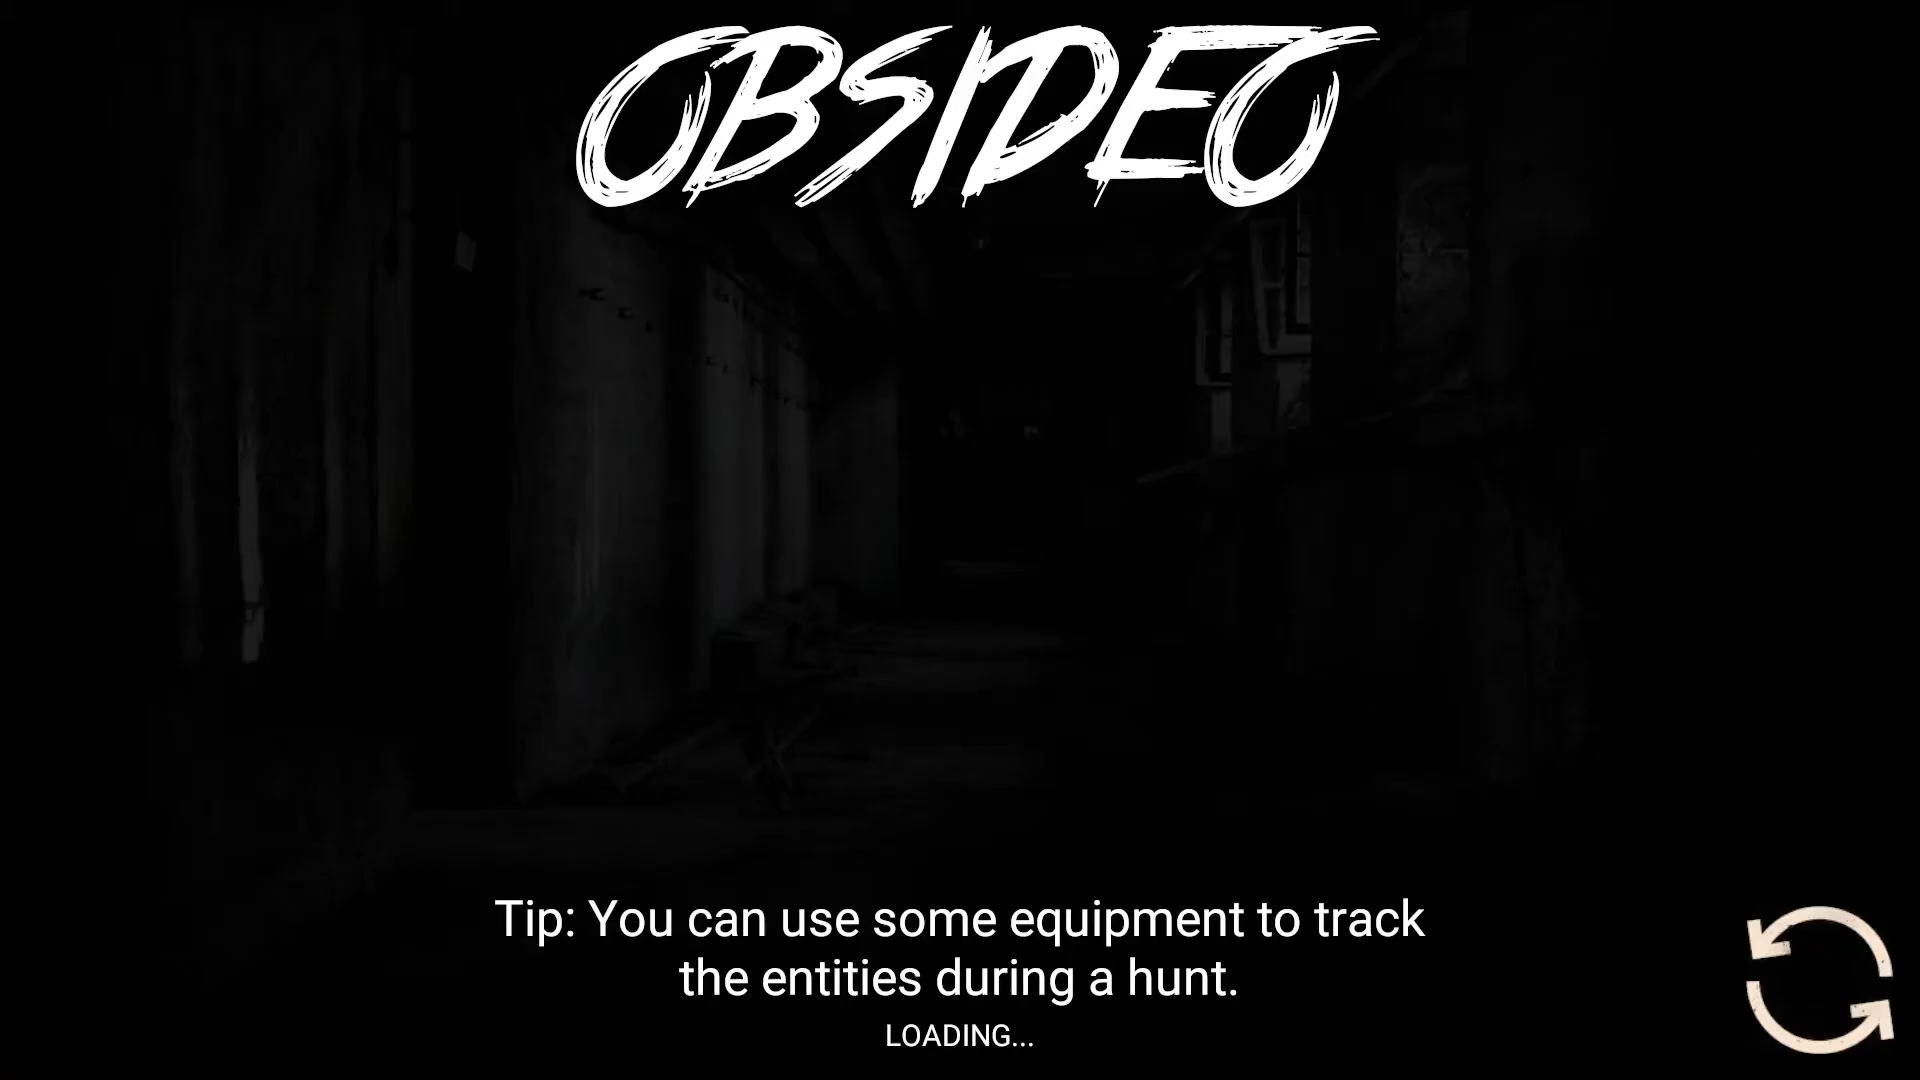 OBSIDEO
Tip: You can use some equipment to track
the entities during a hunt.
LOADING...